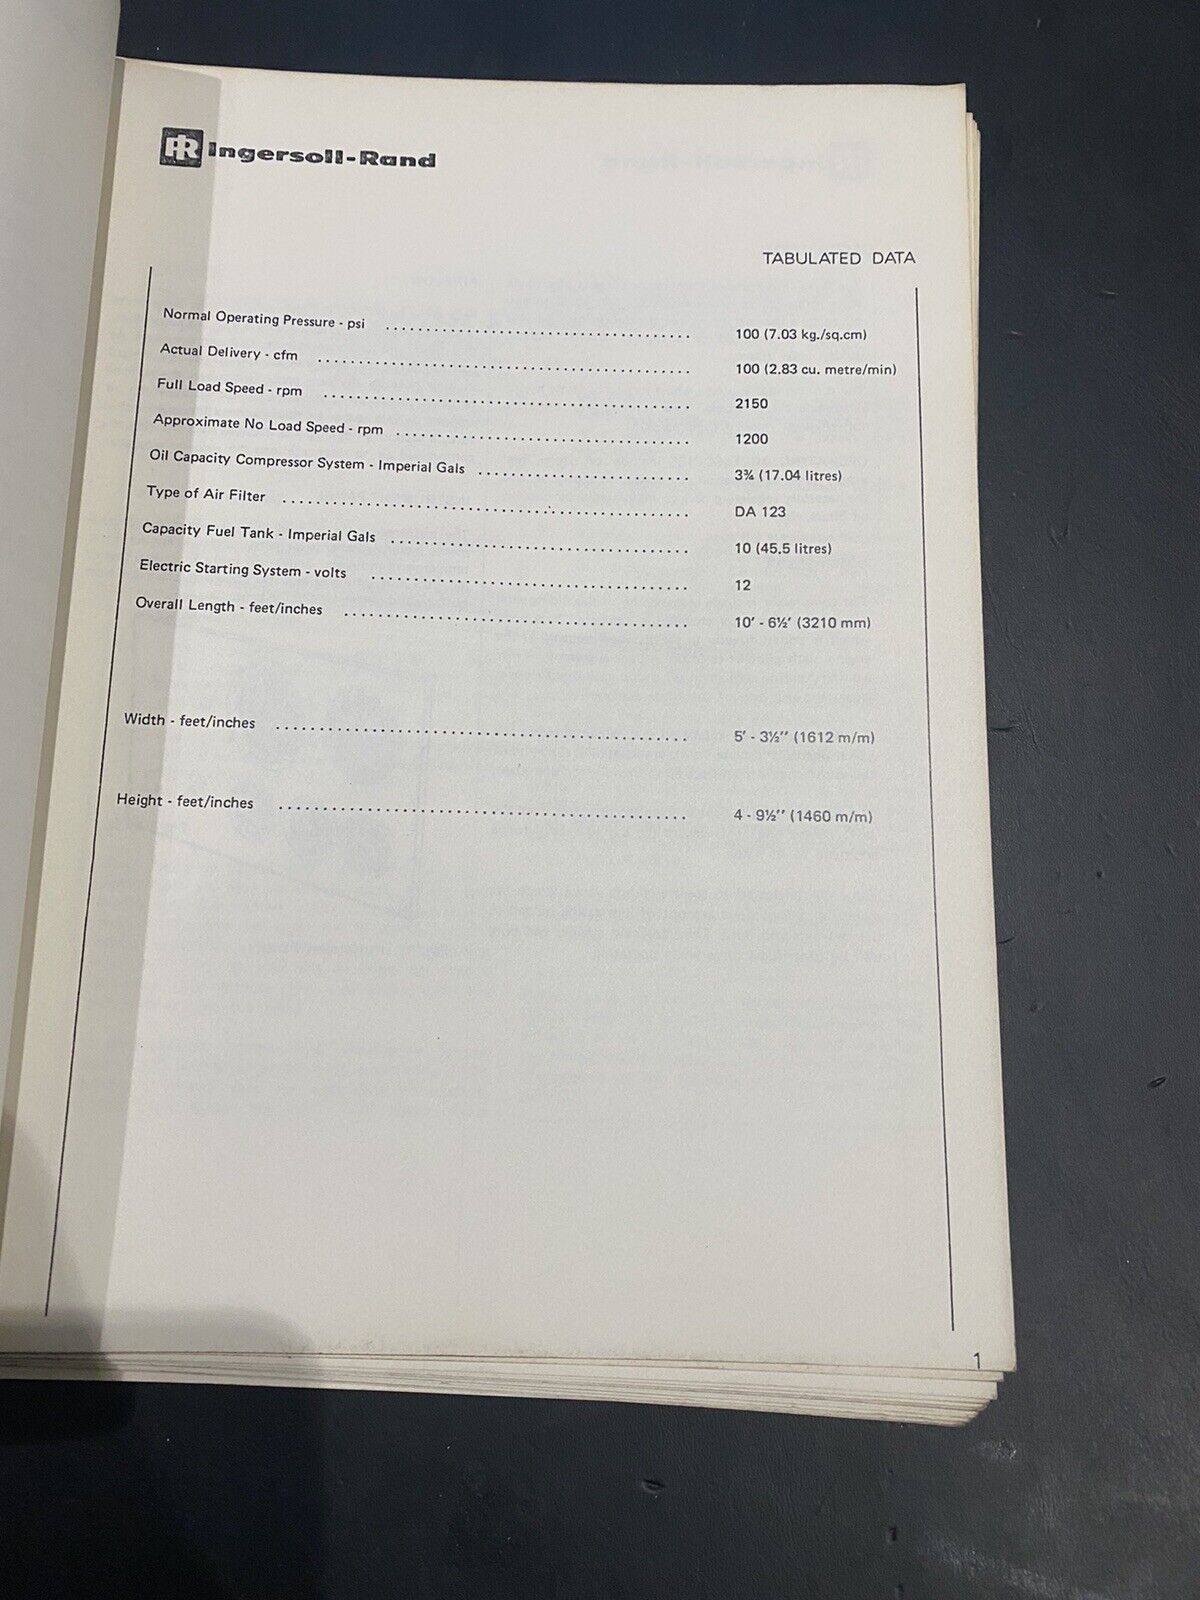 IR Ingersoll-Rand
TABULATED DATA
Normal Operating Pressure - psi ........................................ 100 (7.03 kg./sq.cm)
Actual Delivery - cfm ................................................ 100 (2.83 cu. metre/min)
Full Load Speed - rpm ................................................ 2150
Approximate No Load Speed - rpm ...................................... 1200
Oil Capacity Compressor System - Imperial Gals ........................... 3¾ (17.04 litres)
Type of Air Filter ..................................................... DA 123
Capacity Fuel Tank - Imperial Gals ...................................... 10 (45.5 litres)
Electric Starting System - volts ......................................... 12
Overall Length - feet/inches ............................................ 10' - 6½' (3210 mm)
Width - feet/inches ..................................................... 5' - 3½'' (1612 m/m)
Height - feet/inches .................................................... 4 - 9½'' (1460 m/m)
1